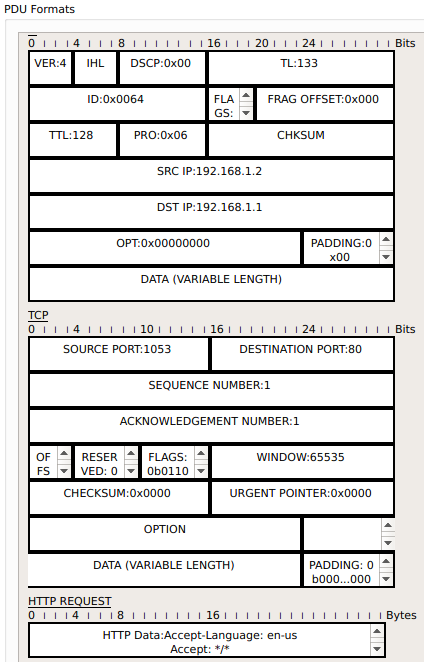 PDU Formats
0 4 8 16 20 24 Bits
VER:4 IHL DSCP:0x00 TL:133
ID:0x0064 FLA
GS: FRAG OFFSET:0x000
TTL:128 PRO:0x06 CHKSUM
SRC IP:192.168.1.2
DST IP:192.168.1.1
OPT:0x00000000 PADDING:0
x00
DATA (VARIABLE LENGTH)
TCP
0 4 10 16 24 Bits
SOURCE PORT:1053 DESTINATION PORT:80
SEQUENCE NUMBER:1
ACKNOWLEDGEMENT NUMBER:1
OF
FS RESER
VED: 0 FLAGS:
0b0110 WINDOW:65535
CHECKSUM:0x0000 URGENT POINTER:0x0000
OPTION
DATA (VARIABLE LENGTH) PADDING: 0
b000...000
HTTP REQUEST
0 4 8 16 Bytes
HTTP Data:Accept-Language: en-us
Accept: */*